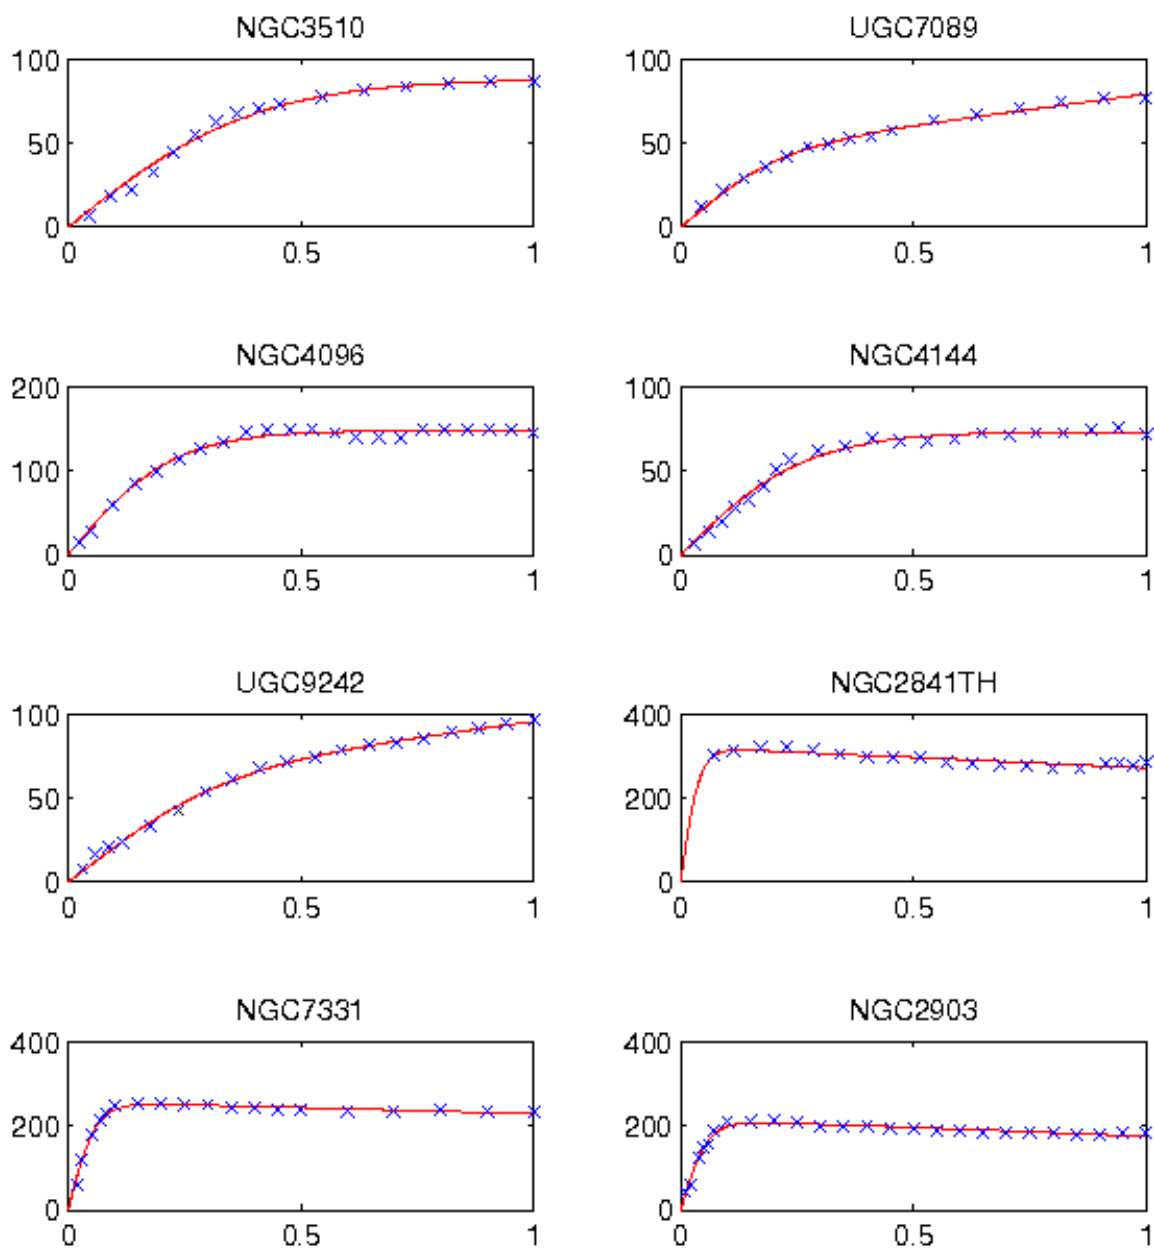 NGC3510 UGC7089
100 100
50 50
0 0
0 0.5 1 0 0.5 1
NGC4096 NGC4144
200 100
100 50
0 0
0 0.5 1 0 0.5 1
UGC9242 NGC2841TH
100 400
50 200
0 0
0 0.5 1 0 0.5 1
NGC7331 NGC2903
400 400
200 200
0 0
0 0.5 1 0 0.5 1